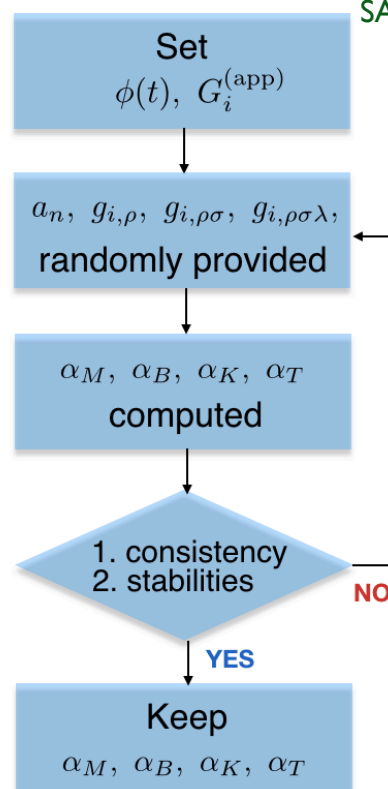 SA
Set
ϕ(t), G_i^{(app)}
a_n, g_{i,ρ}, g_{i,ρσ}, g_{i,ρσλ},
randomly provided
α_M, α_B, α_K, α_T
computed
1. consistency
2. stabilities
NO
YES
Keep
α_M, α_B, α_K, α_T